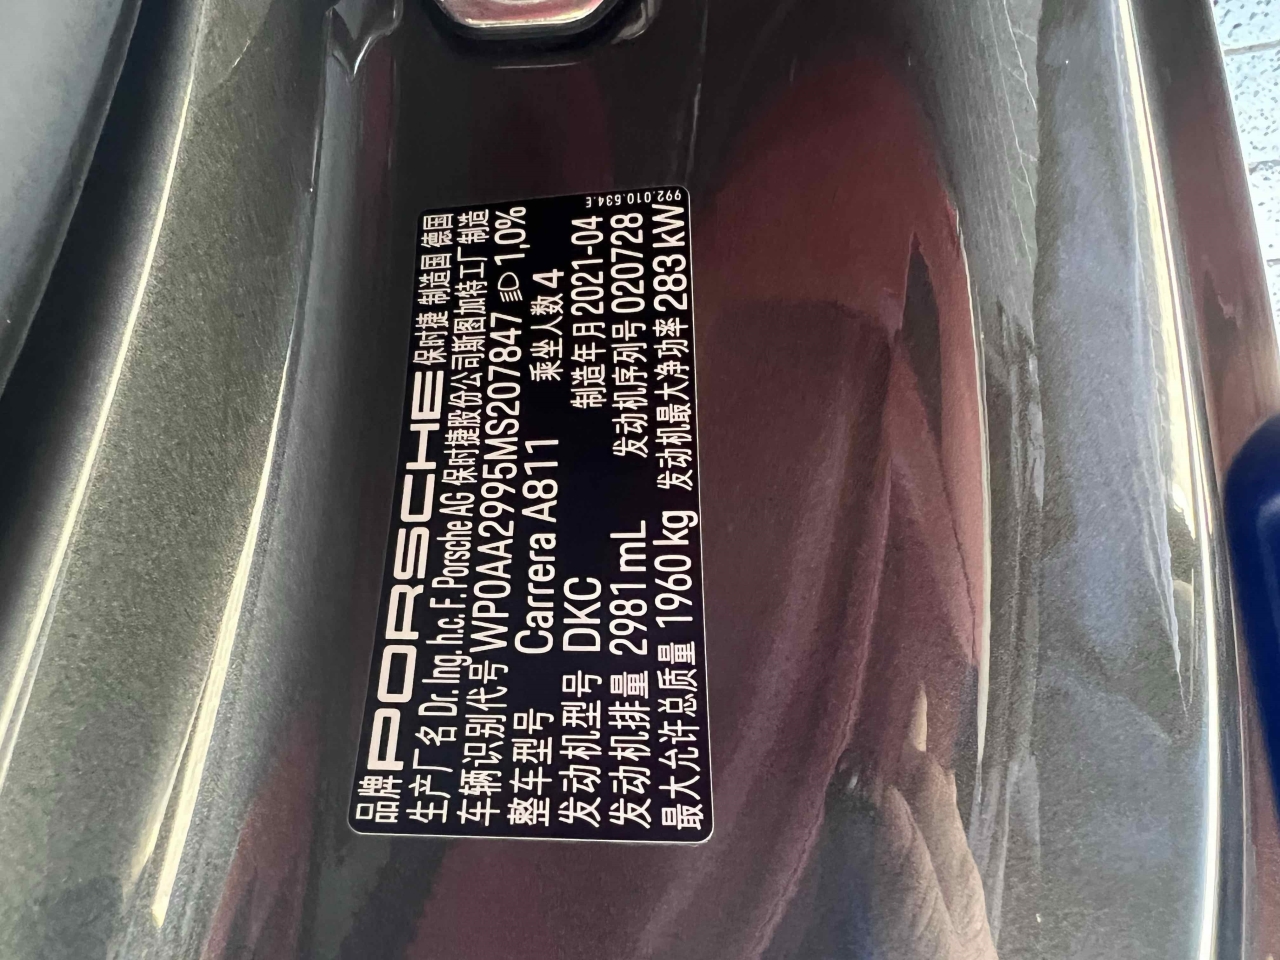 品牌 PORSCHE 保时捷 制造国 德国
生产厂名 Dr. Ing. h.c. F. Porsche AG 保时捷股份公司斯图加特工厂制造
车辆识别代号 WP0AA2995MS207847 1,0%
整车型号 Carrera A811 乘坐人数 4
发动机型号 DKC 制造年月 2021-04
发动机排量 2981 mL 发动机序列号 020728
最大允许总质量 1960 kg 发动机最大净功率 283 kW
992.010.534.E